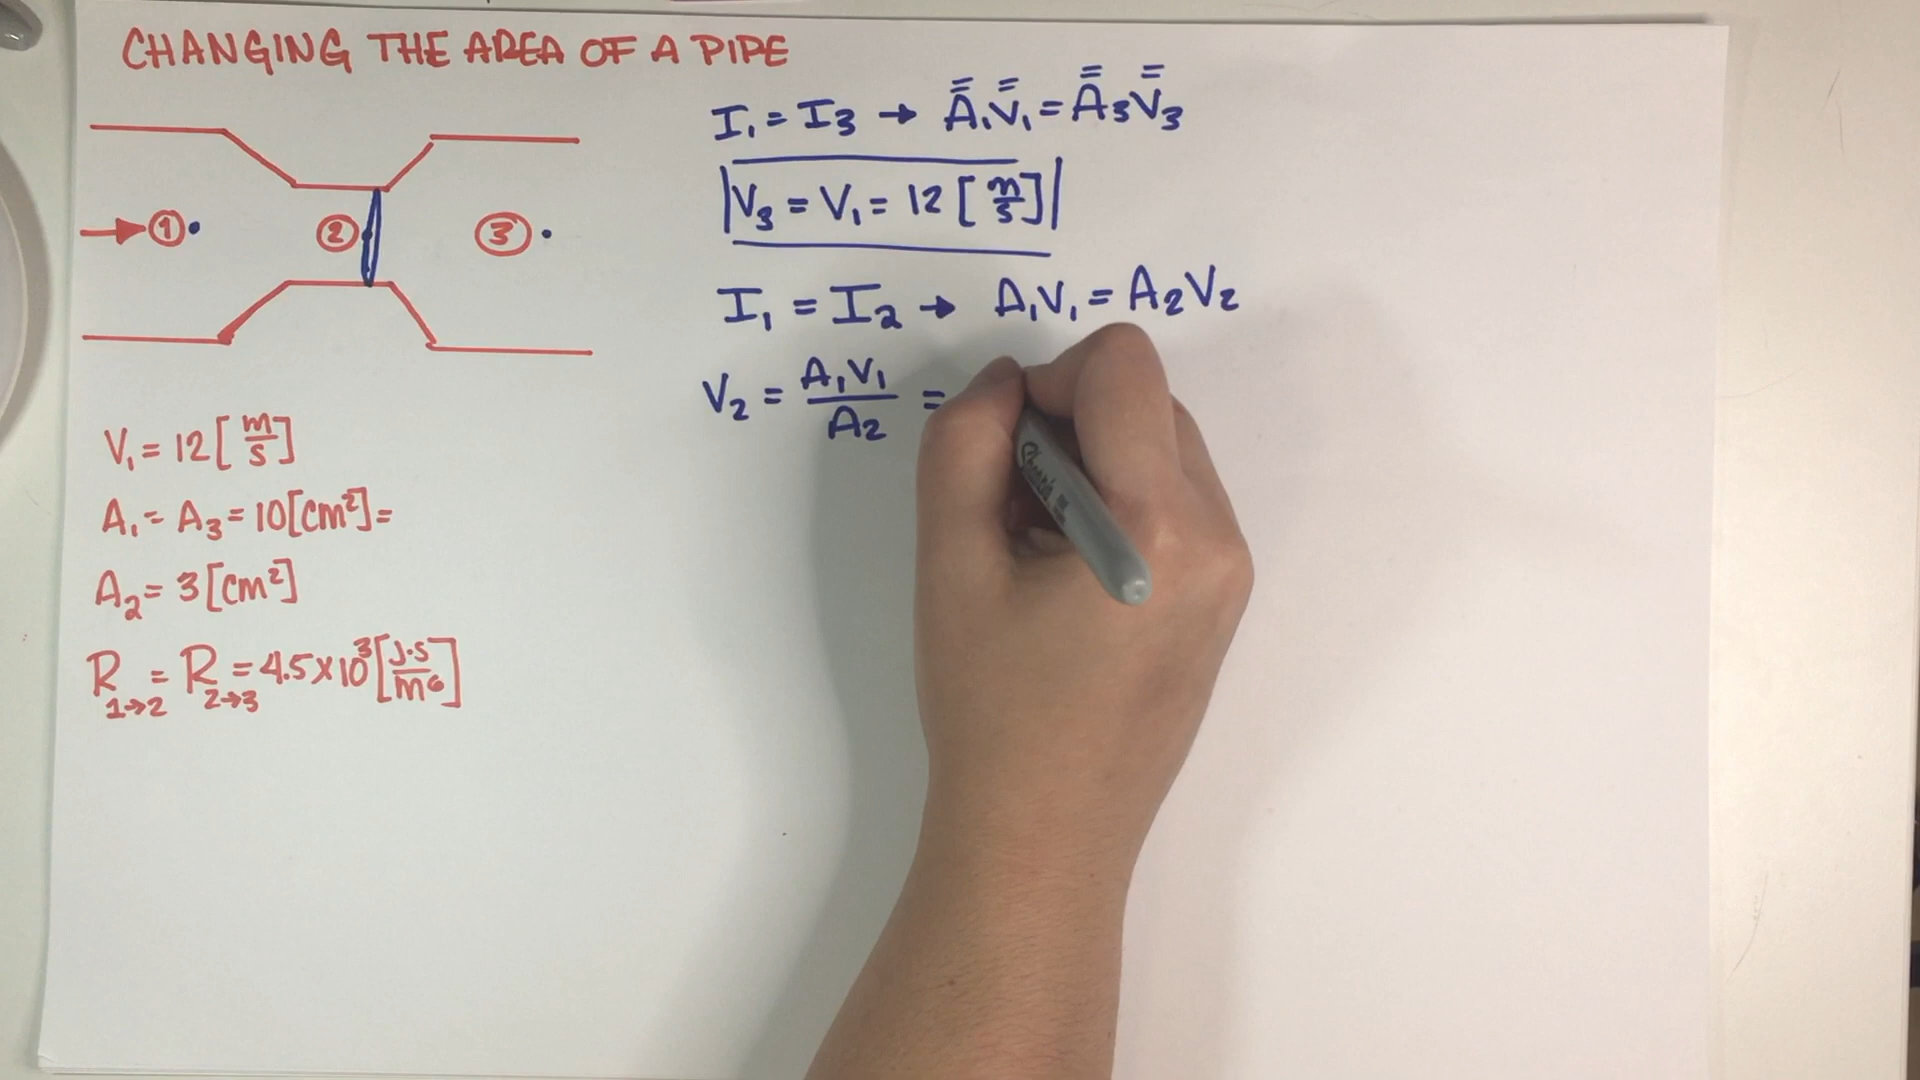 CHANGING THE AREA OF A PIPE
1 2 3
V₁ = 12 [m/s]
A₁ = A₃ = 10[cm²] =
A₂ = 3[cm²]
R₁→₂ = R₂→₃ = 4.5×10³ [J·s/m⁶]
I₁ = I₃ → A₁V₁ = A₃V₃
V₃ = V₁ = 12 [m/s]
I₁ = I₂ → A₁V₁ = A₂V₂
V₂ = A₁V₁/A₂ =
Sharpie